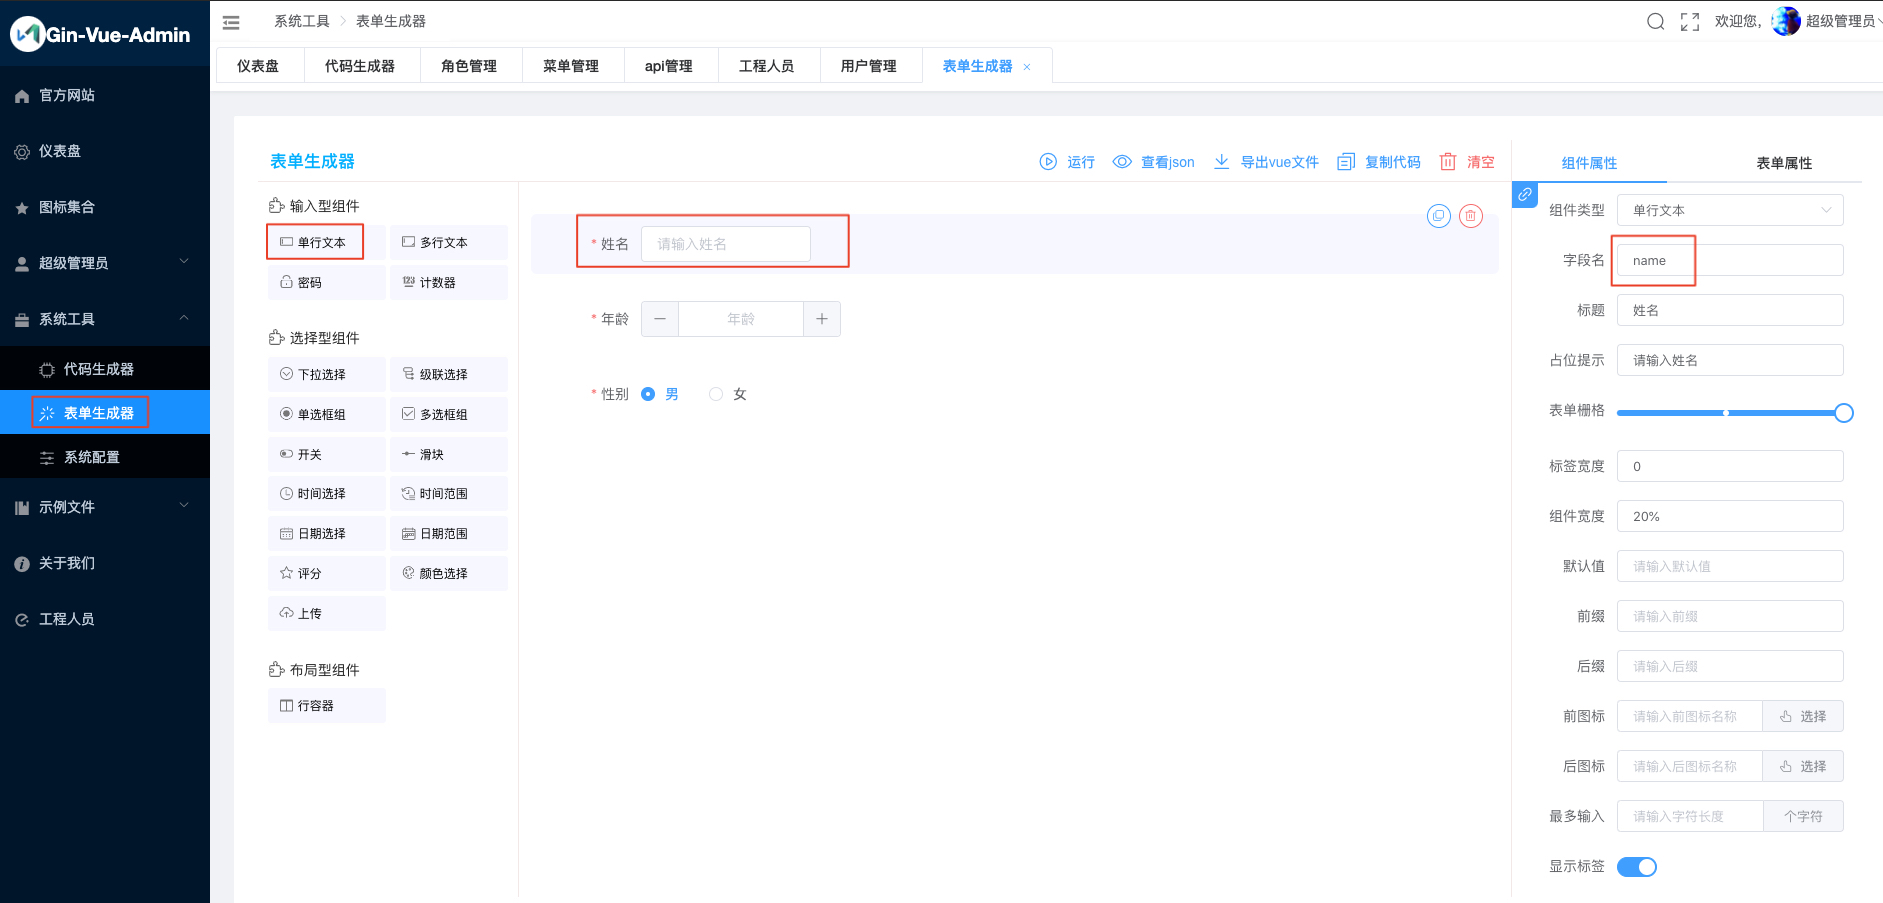 Gin-Vue-Admin
官方网站
仪表盘
图标集合
超级管理员
系统工具
代码生成器
表单生成器
系统配置
示例文件
关于我们
工程人员
系统工具 > 表单生成器
欢迎您, 超级管理员
仪表盘 代码生成器 角色管理 菜单管理 api管理 工程人员 用户管理 表单生成器 ×
表单生成器
运行 查看json 导出vue文件 复制代码 清空
输入型组件
单行文本 多行文本
密码 计数器
选择型组件
下拉选择 级联选择
单选框组 多选框组
开关 滑块
时间选择 时间范围
日期选择 日期范围
评分 颜色选择
上传
布局型组件
行容器
* 姓名 请输入姓名
* 年龄 — 年龄 +
* 性别 男 女
组件属性 表单属性
组件类型 单行文本
字段名 name
标题 姓名
占位提示 请输入姓名
表单栅格
标签宽度 0
组件宽度 20%
默认值 请输入默认值
前缀 请输入前缀
后缀 请输入后缀
前图标 请输入前图标名称 选择
后图标 请输入后图标名称 选择
最多输入 请输入字符长度 个字符
显示标签